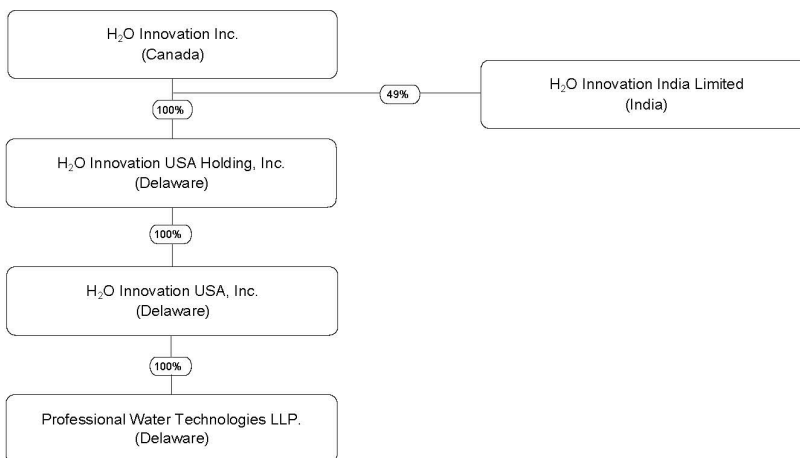 H₂O Innovation Inc.
(Canada)
H₂O Innovation India Limited
(India)
49%
100%
H₂O Innovation USA Holding, Inc.
(Delaware)
100%
H₂O Innovation USA, Inc.
(Delaware)
100%
Professional Water Technologies LLP.
(Delaware)